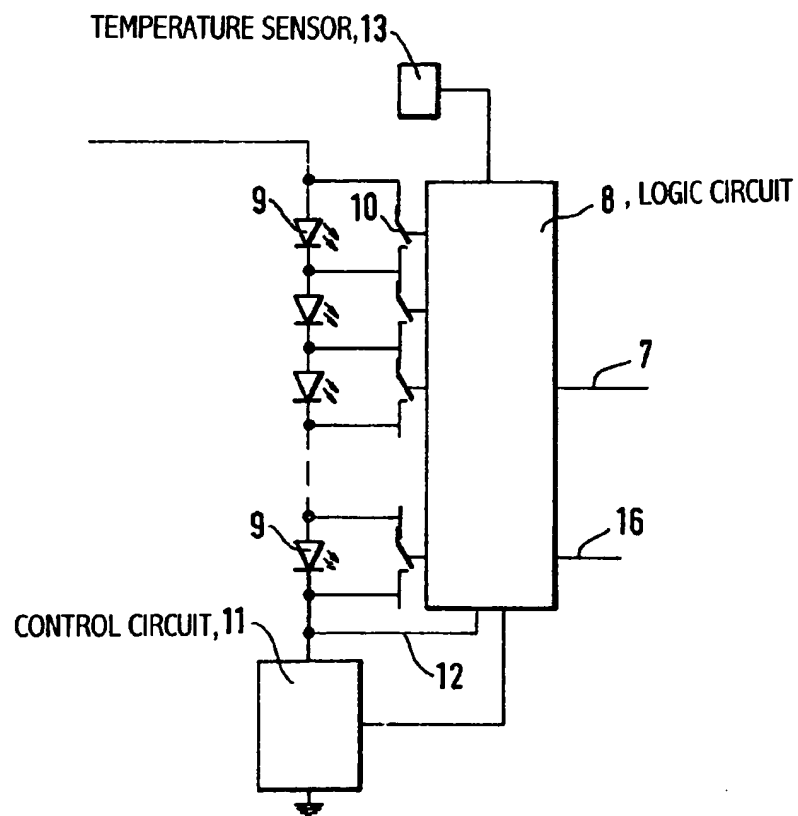 TEMPERATURE SENSOR, 13
8 , LOGIC CIRCUIT
9
10
7
9
16
CONTROL CIRCUIT, 11
12